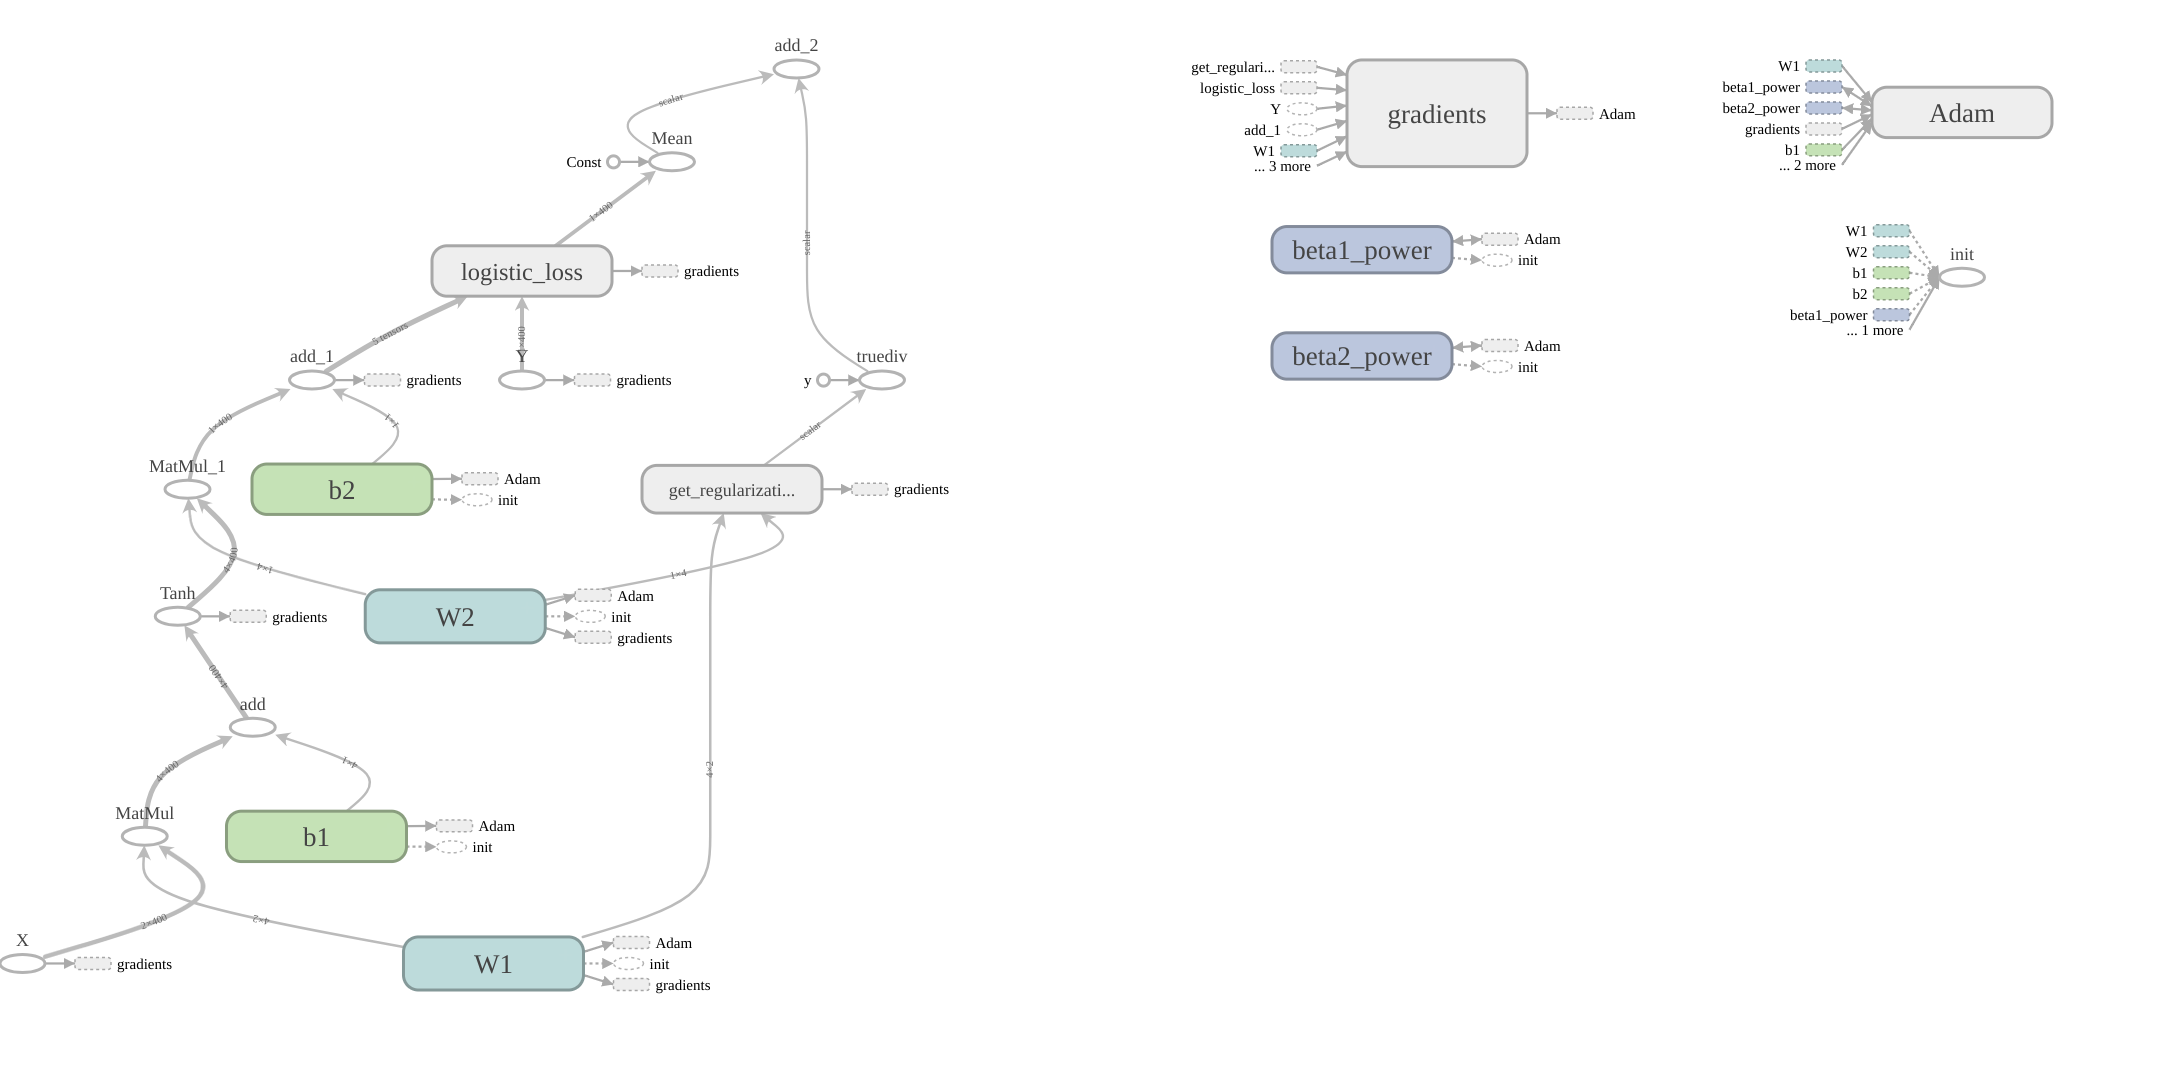 add_2
scalar
Mean
Const
1×400
scalar
logistic_loss
gradients
5 tensors
×400
add_1
gradients
Y
gradients
truediv
y
1×400
1×1
scalar
MatMul_1
b2
Adam
init
get_regularizati...
gradients
4×400
1×4
1×4
Tanh
gradients
W2
Adam
init
gradients
4×400
add
4×400
4×1
4×2
MatMul
b1
Adam
init
2×400
4×2
X
gradients
W1
Adam
init
gradients
get_regulari...
logistic_loss
Y
add_1
W1
... 3 more
gradients
Adam
W1
beta1_power
beta2_power
gradients
b1
... 2 more
Adam
beta1_power
Adam
init
beta2_power
Adam
init
W1
W2
b1
b2
beta1_power
... 1 more
init